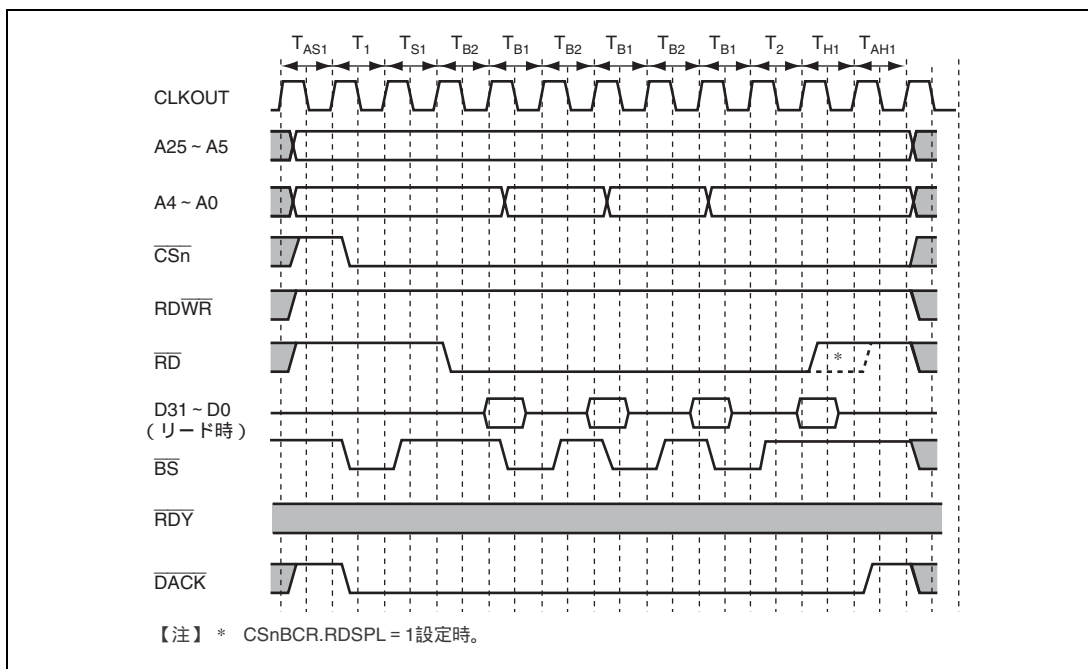 TAS1 T1 TS1 TB2 TB1 TB2 TB1 TB2 TB1 T2 TH1 TAH1
CLKOUT
A25 ~ A5
A4 ~ A0
CSn
RDWR
RD
*
D31 ~ D0
(リード時)
BS
RDY
DACK
【注】 * CSnBCR.RDSPL = 1設定時。